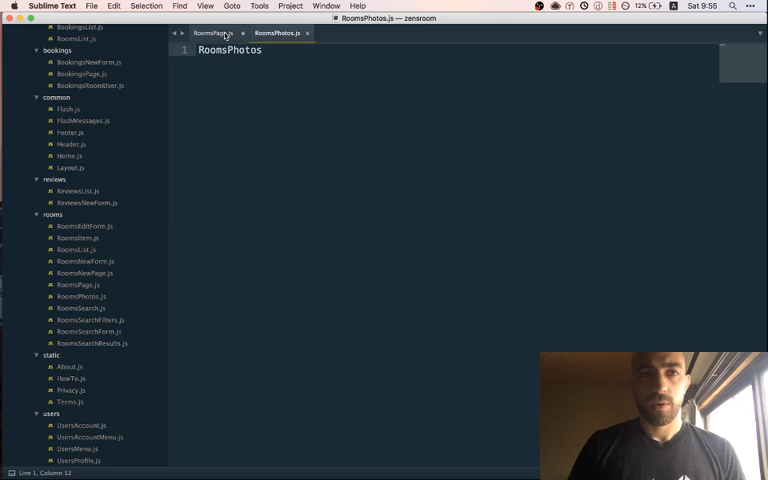 Sublime Text File Edit Selection Find View Goto Tools Project Window Help 12% A Sat 9:55
RoomsPhotos.js — zensroom
RoomsPage.js RoomsPhotos.js ×
1 RoomsPhotos
BookingsList.js
RoomsList.js
bookings
BookingsNewForm.js
BookingsPage.js
BookingsRoomUser.js
common
Flash.js
FlashMessages.js
Footer.js
Header.js
Home.js
Layout.js
reviews
ReviewsList.js
ReviewsNewForm.js
rooms
RoomsEditForm.js
RoomsItem.js
RoomsList.js
RoomsNewForm.js
RoomsNewPage.js
RoomsPage.js
RoomsPhotos.js
RoomsSearch.js
RoomsSearchFilters.js
RoomsSearchForm.js
RoomsSearchResults.js
static
About.js
HowTo.js
Privacy.js
Terms.js
users
UsersAccount.js
UsersAccountMenu.js
UsersMenu.js
UsersProfile.js
Line 1, Column 12